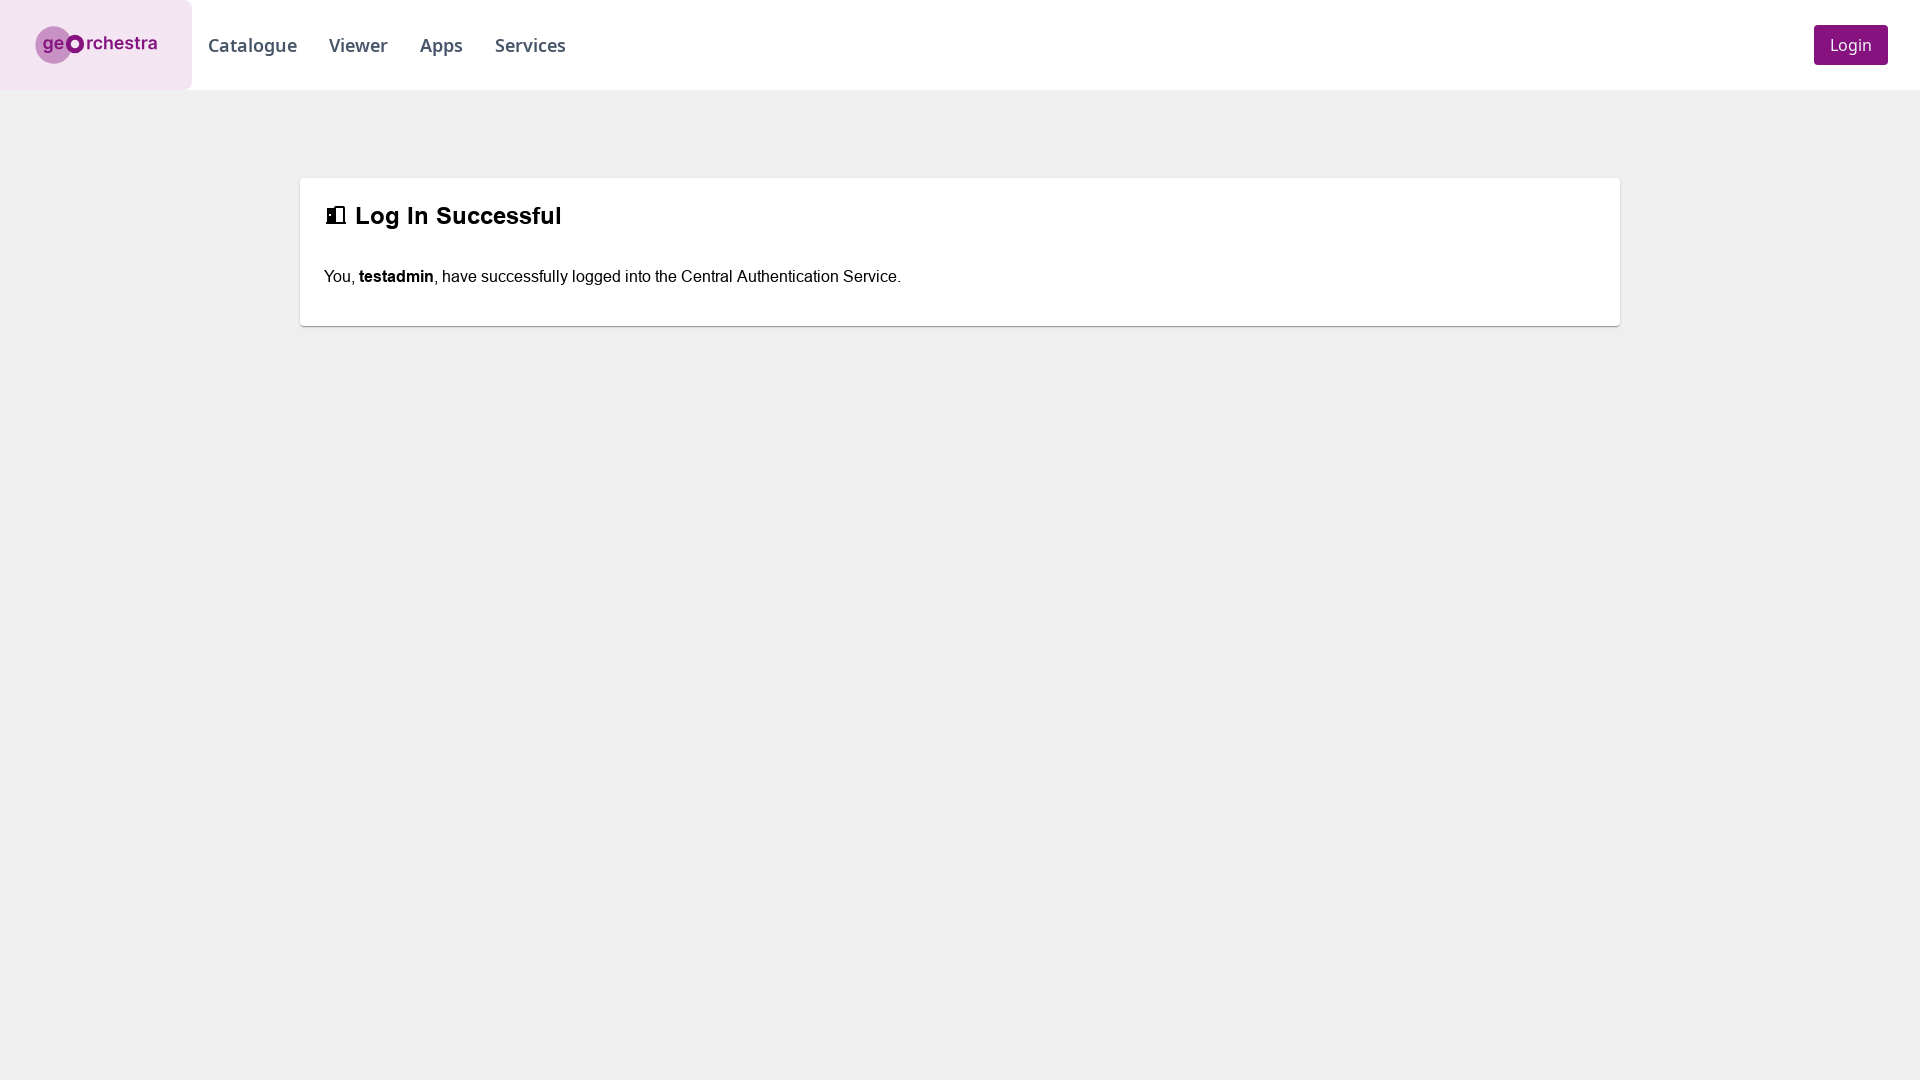 georchestra
Catalogue
Viewer
Apps
Services
Login
Log In Successful
You, testadmin, have successfully logged into the Central Authentication Service.